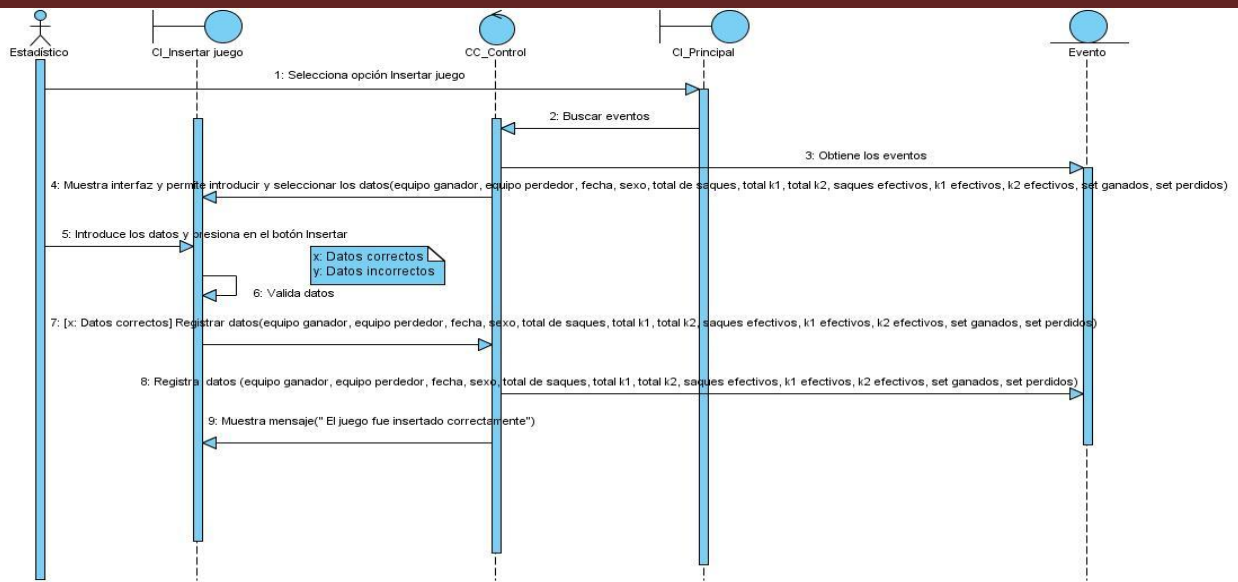 Estadístico
CI_Insertar juego
CC_Control
CI_Principal
Evento
1: Selecciona opción Insertar juego
2: Buscar eventos
3: Obtiene los eventos
4: Muestra interfaz y permite introducir y seleccionar los datos(equipo ganador, equipo perdedor, fecha, sexo, total de saques, total k1, total k2, saques efectivos, k1 efectivos, k2 efectivos, set ganados, set perdidos)
5: Introduce los datos y presiona en el botón Insertar
x: Datos correctos
y: Datos incorrectos
6: Valida datos
7: [x: Datos correctos] Registrar datos(equipo ganador, equipo perdedor, fecha, sexo, total de saques, total k1, total k2, saques efectivos, k1 efectivos, k2 efectivos, set ganados, set perdidos)
8: Registra datos (equipo ganador, equipo perdedor, fecha, sexo, total de saques, total k1, total k2, saques efectivos, k1 efectivos, k2 efectivos, set ganados, set perdidos)
9: Muestra mensaje(" El juego fue insertado correctamente")